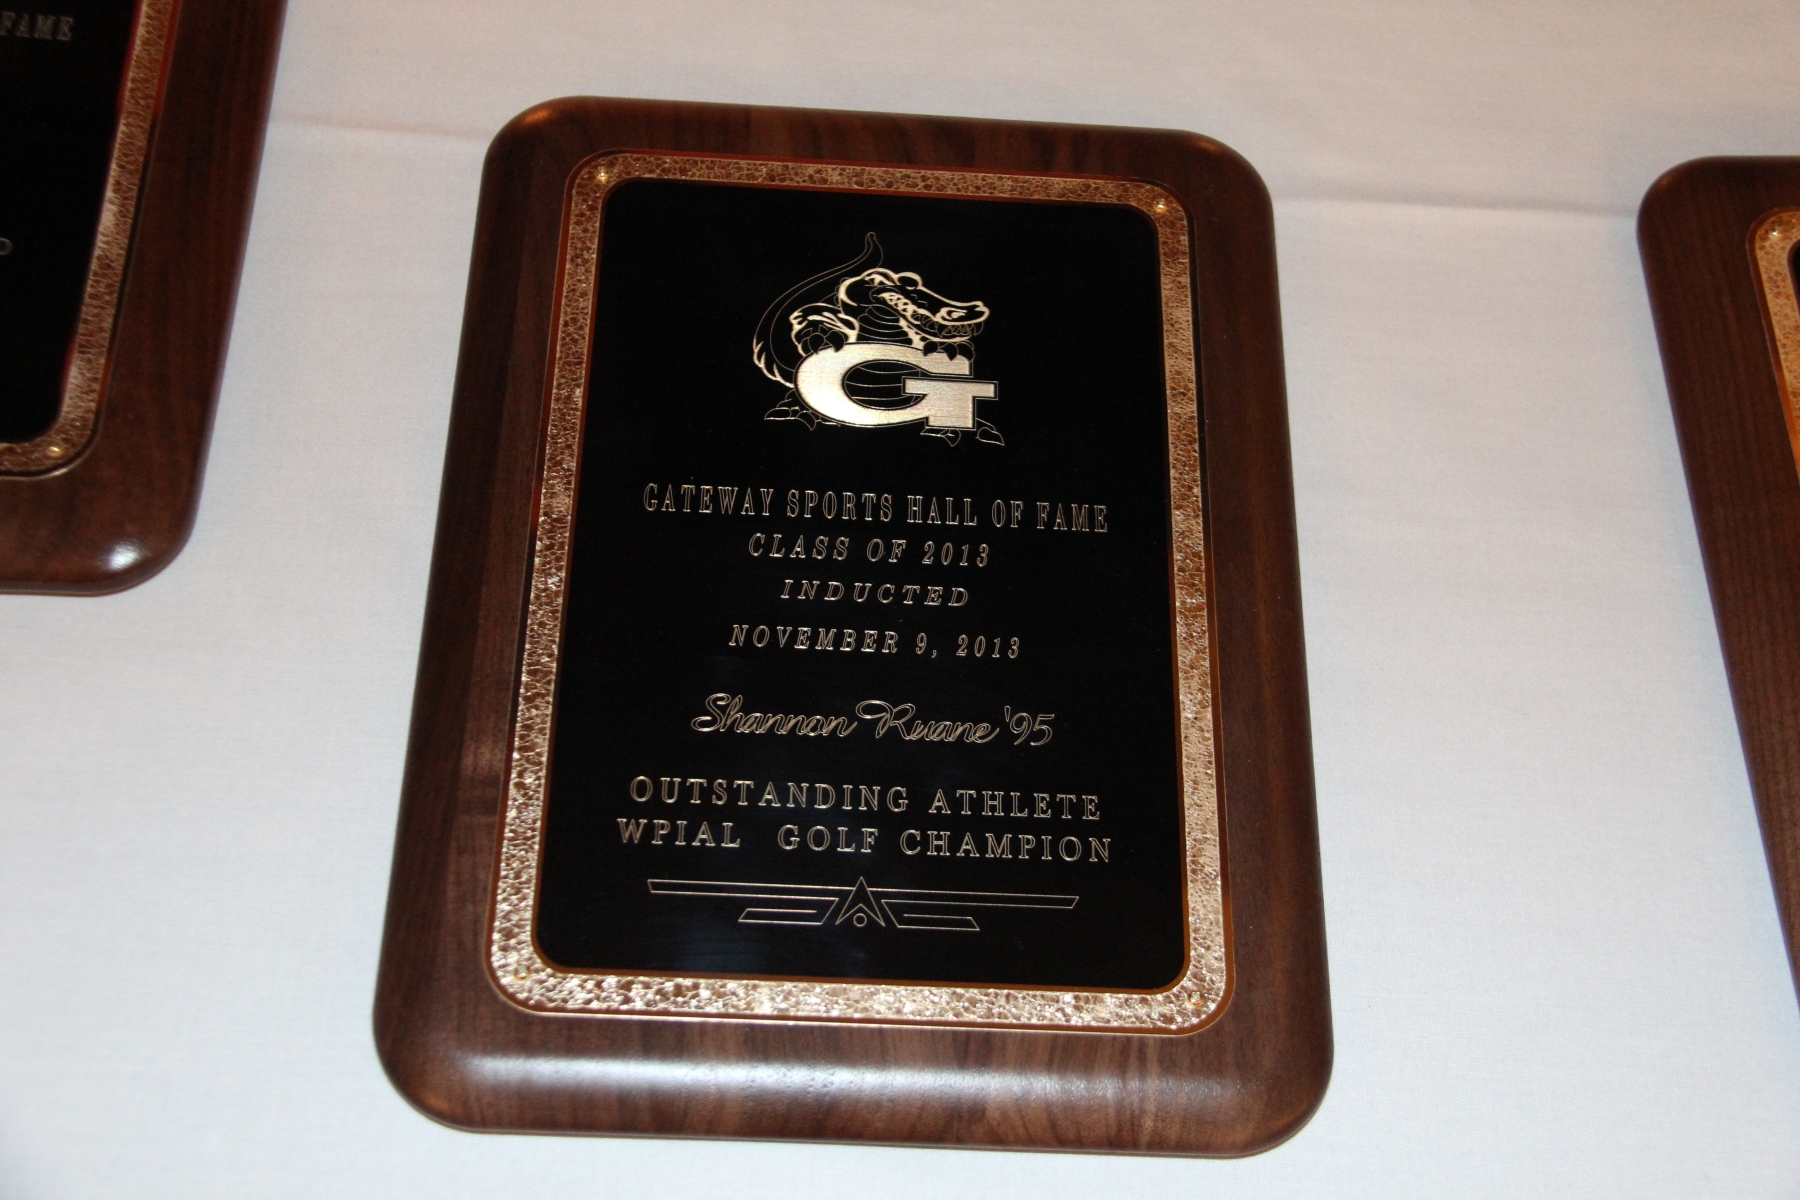 FAME
D
G
GATEWAY SPORTS HALL OF FAME
CLASS OF 2013
INDUCTED
NOVEMBER 9, 2013
Shannon Ruane '95
OUTSTANDING ATHLETE
WPIAL GOLF CHAMPION